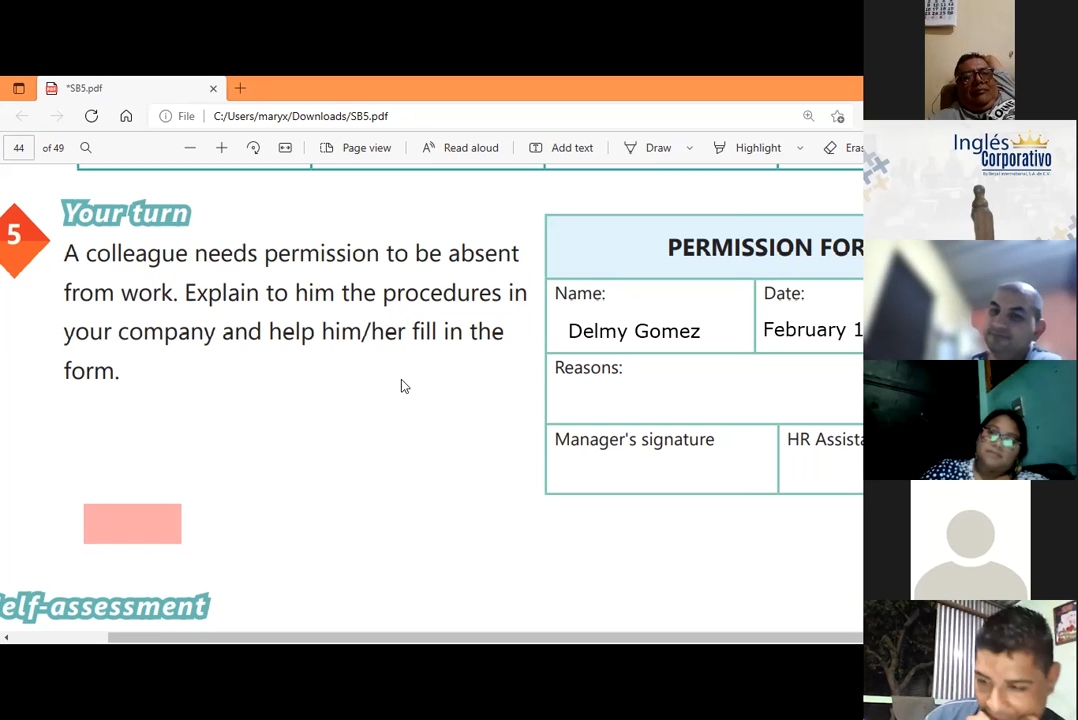 *SB5.pdf
File
C:/Users/maryx/Downloads/SB5.pdf
44 of 49
Page view
Read aloud
Add text
Draw
Highlight
Eras
Your turn
5
A colleague needs permission to be absent
from work. Explain to him the procedures in
your company and help him/her fill in the
form.
PERMISSION FOR
Name:
Delmy Gomez
Date:
February 1
Reasons:
Manager's signature
HR Assista
elf-assessment
Inglés
Corporativo